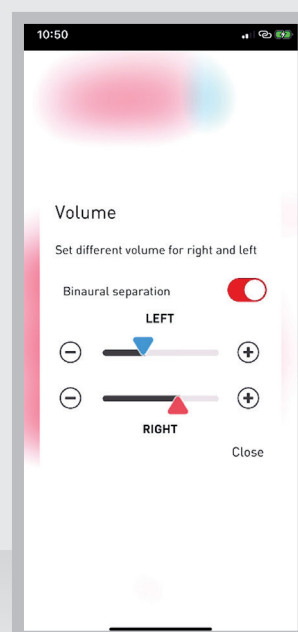 10:50
Volume
Set different volume for right and left
Binaural separation
LEFT
RIGHT
Close